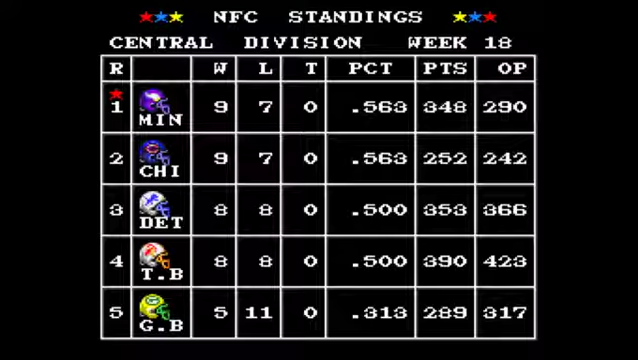 NFC STANDINGS
CENTRAL DIVISION WEEK 18
R W L T PCT PTS OP
1 MIN 9 7 0 .563 348 290
2 CHI 9 7 0 .563 252 242
3 DET 8 8 0 .500 353 366
4 T.B 8 8 0 .500 390 423
5 G.B 5 11 0 .313 289 317